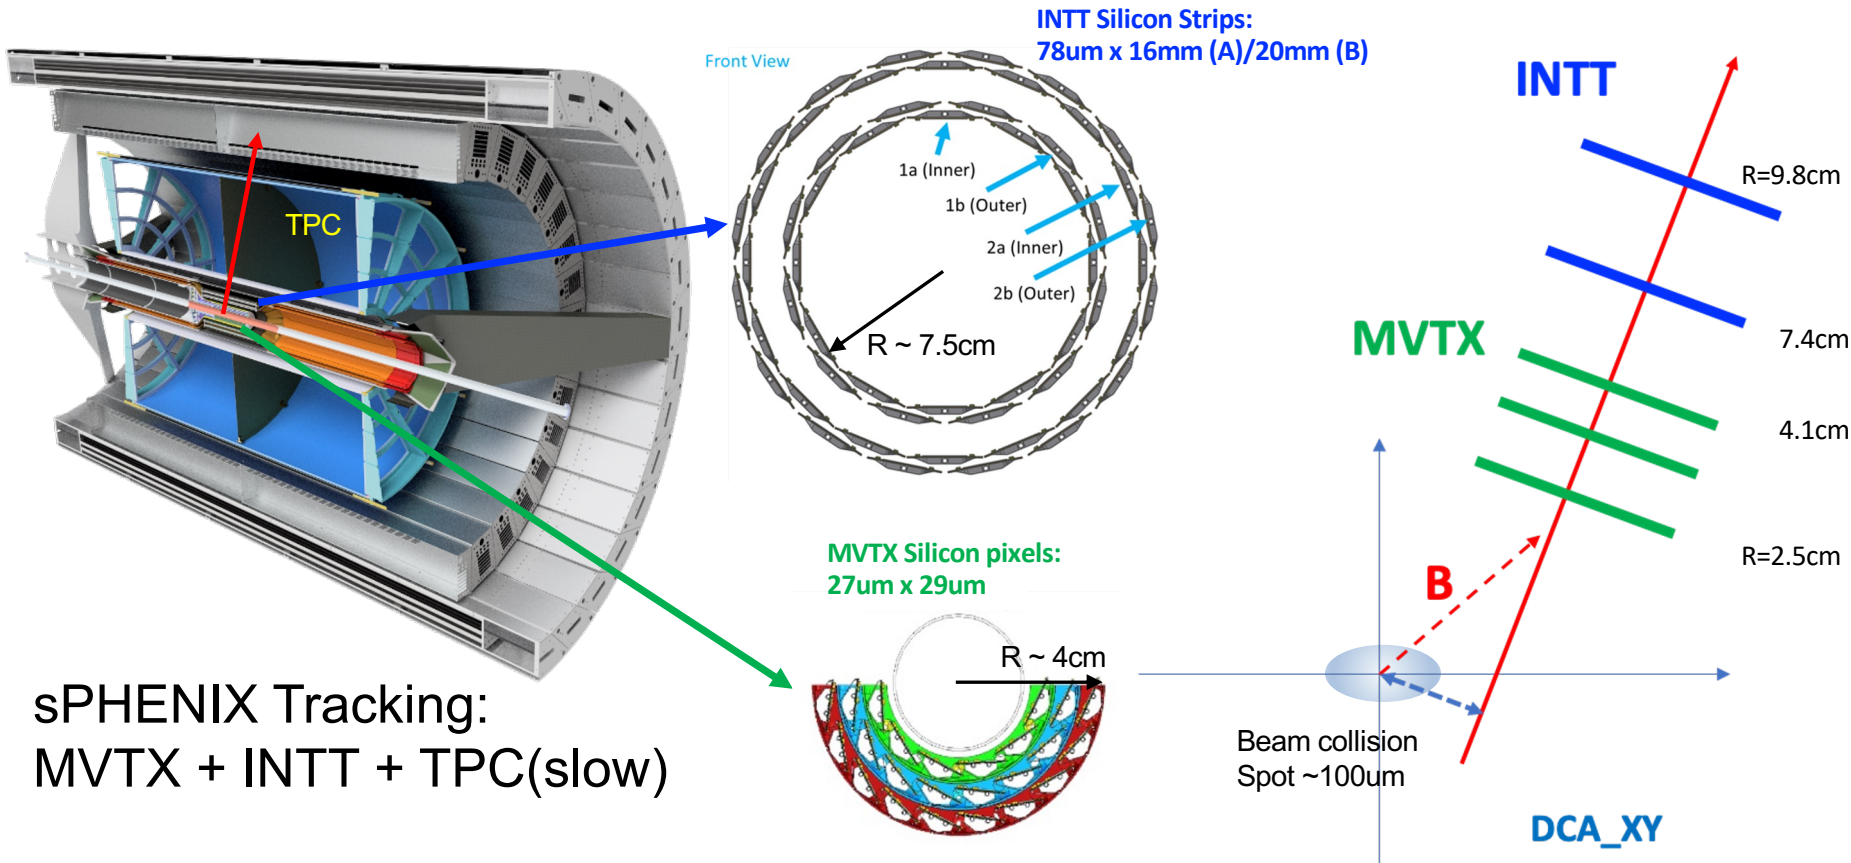 INTT Silicon Strips:
78um x 16mm (A)/20mm (B)
Front View
INTT
TPC
1a (Inner)
1b (Outer)
2a (Inner)
2b (Outer)
R ~ 7.5cm
R=9.8cm
7.4cm
MVTX
4.1cm
R=2.5cm
MVTX Silicon pixels:
27um x 29um
B
R ~ 4cm
sPHENIX Tracking:
MVTX + INTT + TPC(slow)
Beam collision
Spot ~100um
DCA_XY